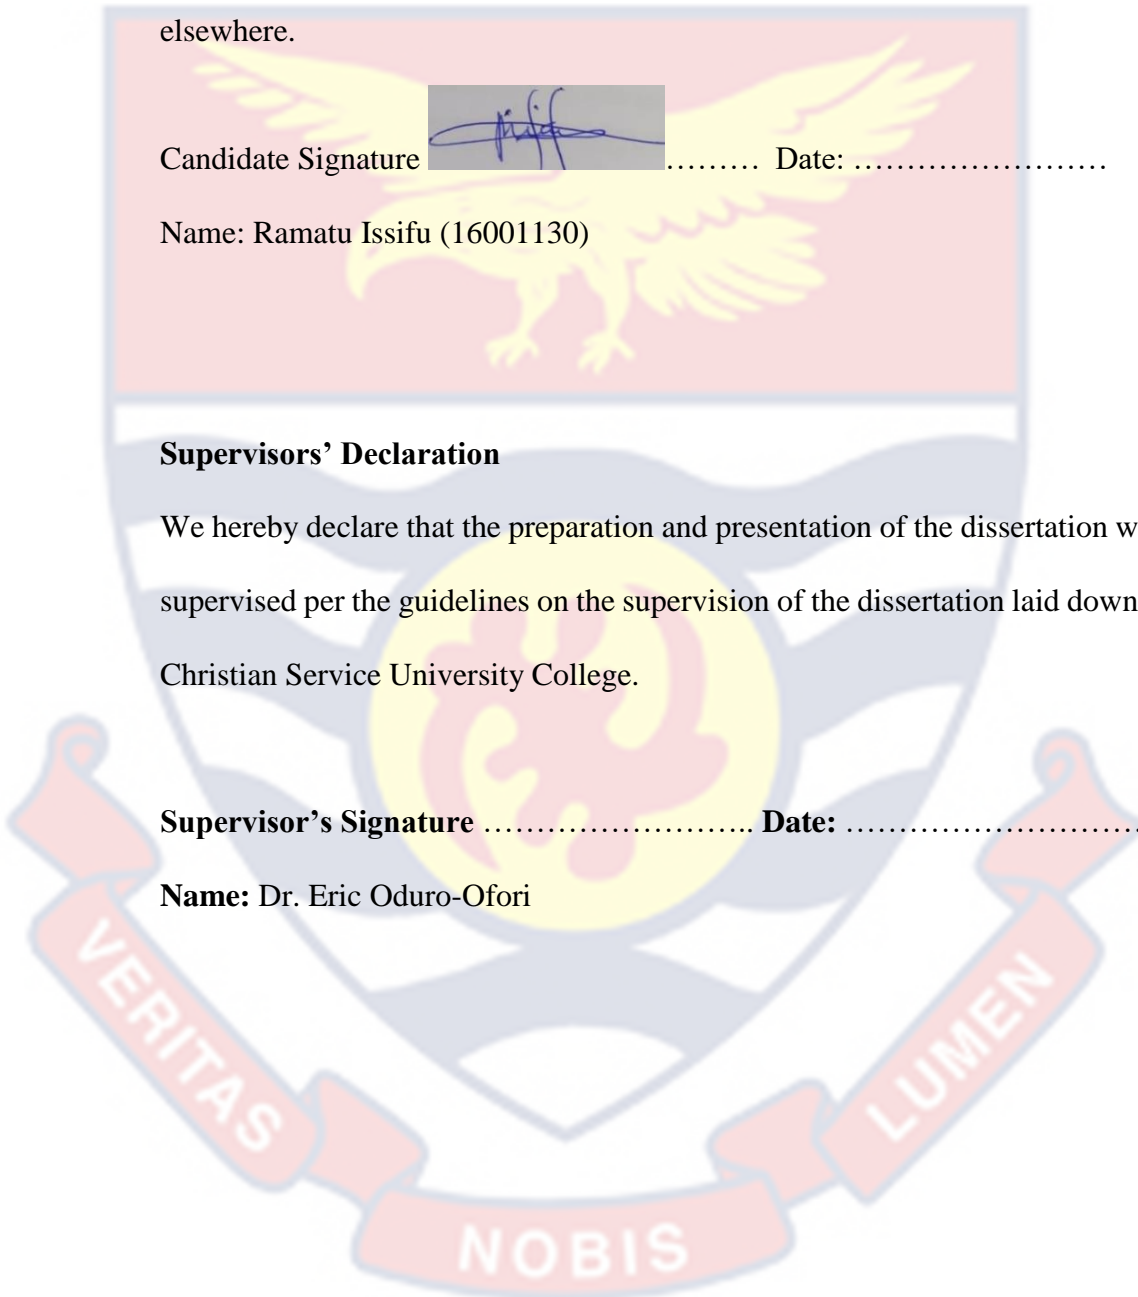 elsewhere.
Candidate Signature ……… Date: ……………………
Name: Ramatu Issifu (16001130)
Supervisors’ Declaration
We hereby declare that the preparation and presentation of the dissertation w
supervised per the guidelines on the supervision of the dissertation laid down
Christian Service University College.
Supervisor’s Signature …………………….. Date: ……………………….
Name: Dr. Eric Oduro-Ofori
VERITAS
NOBIS
LUMEN